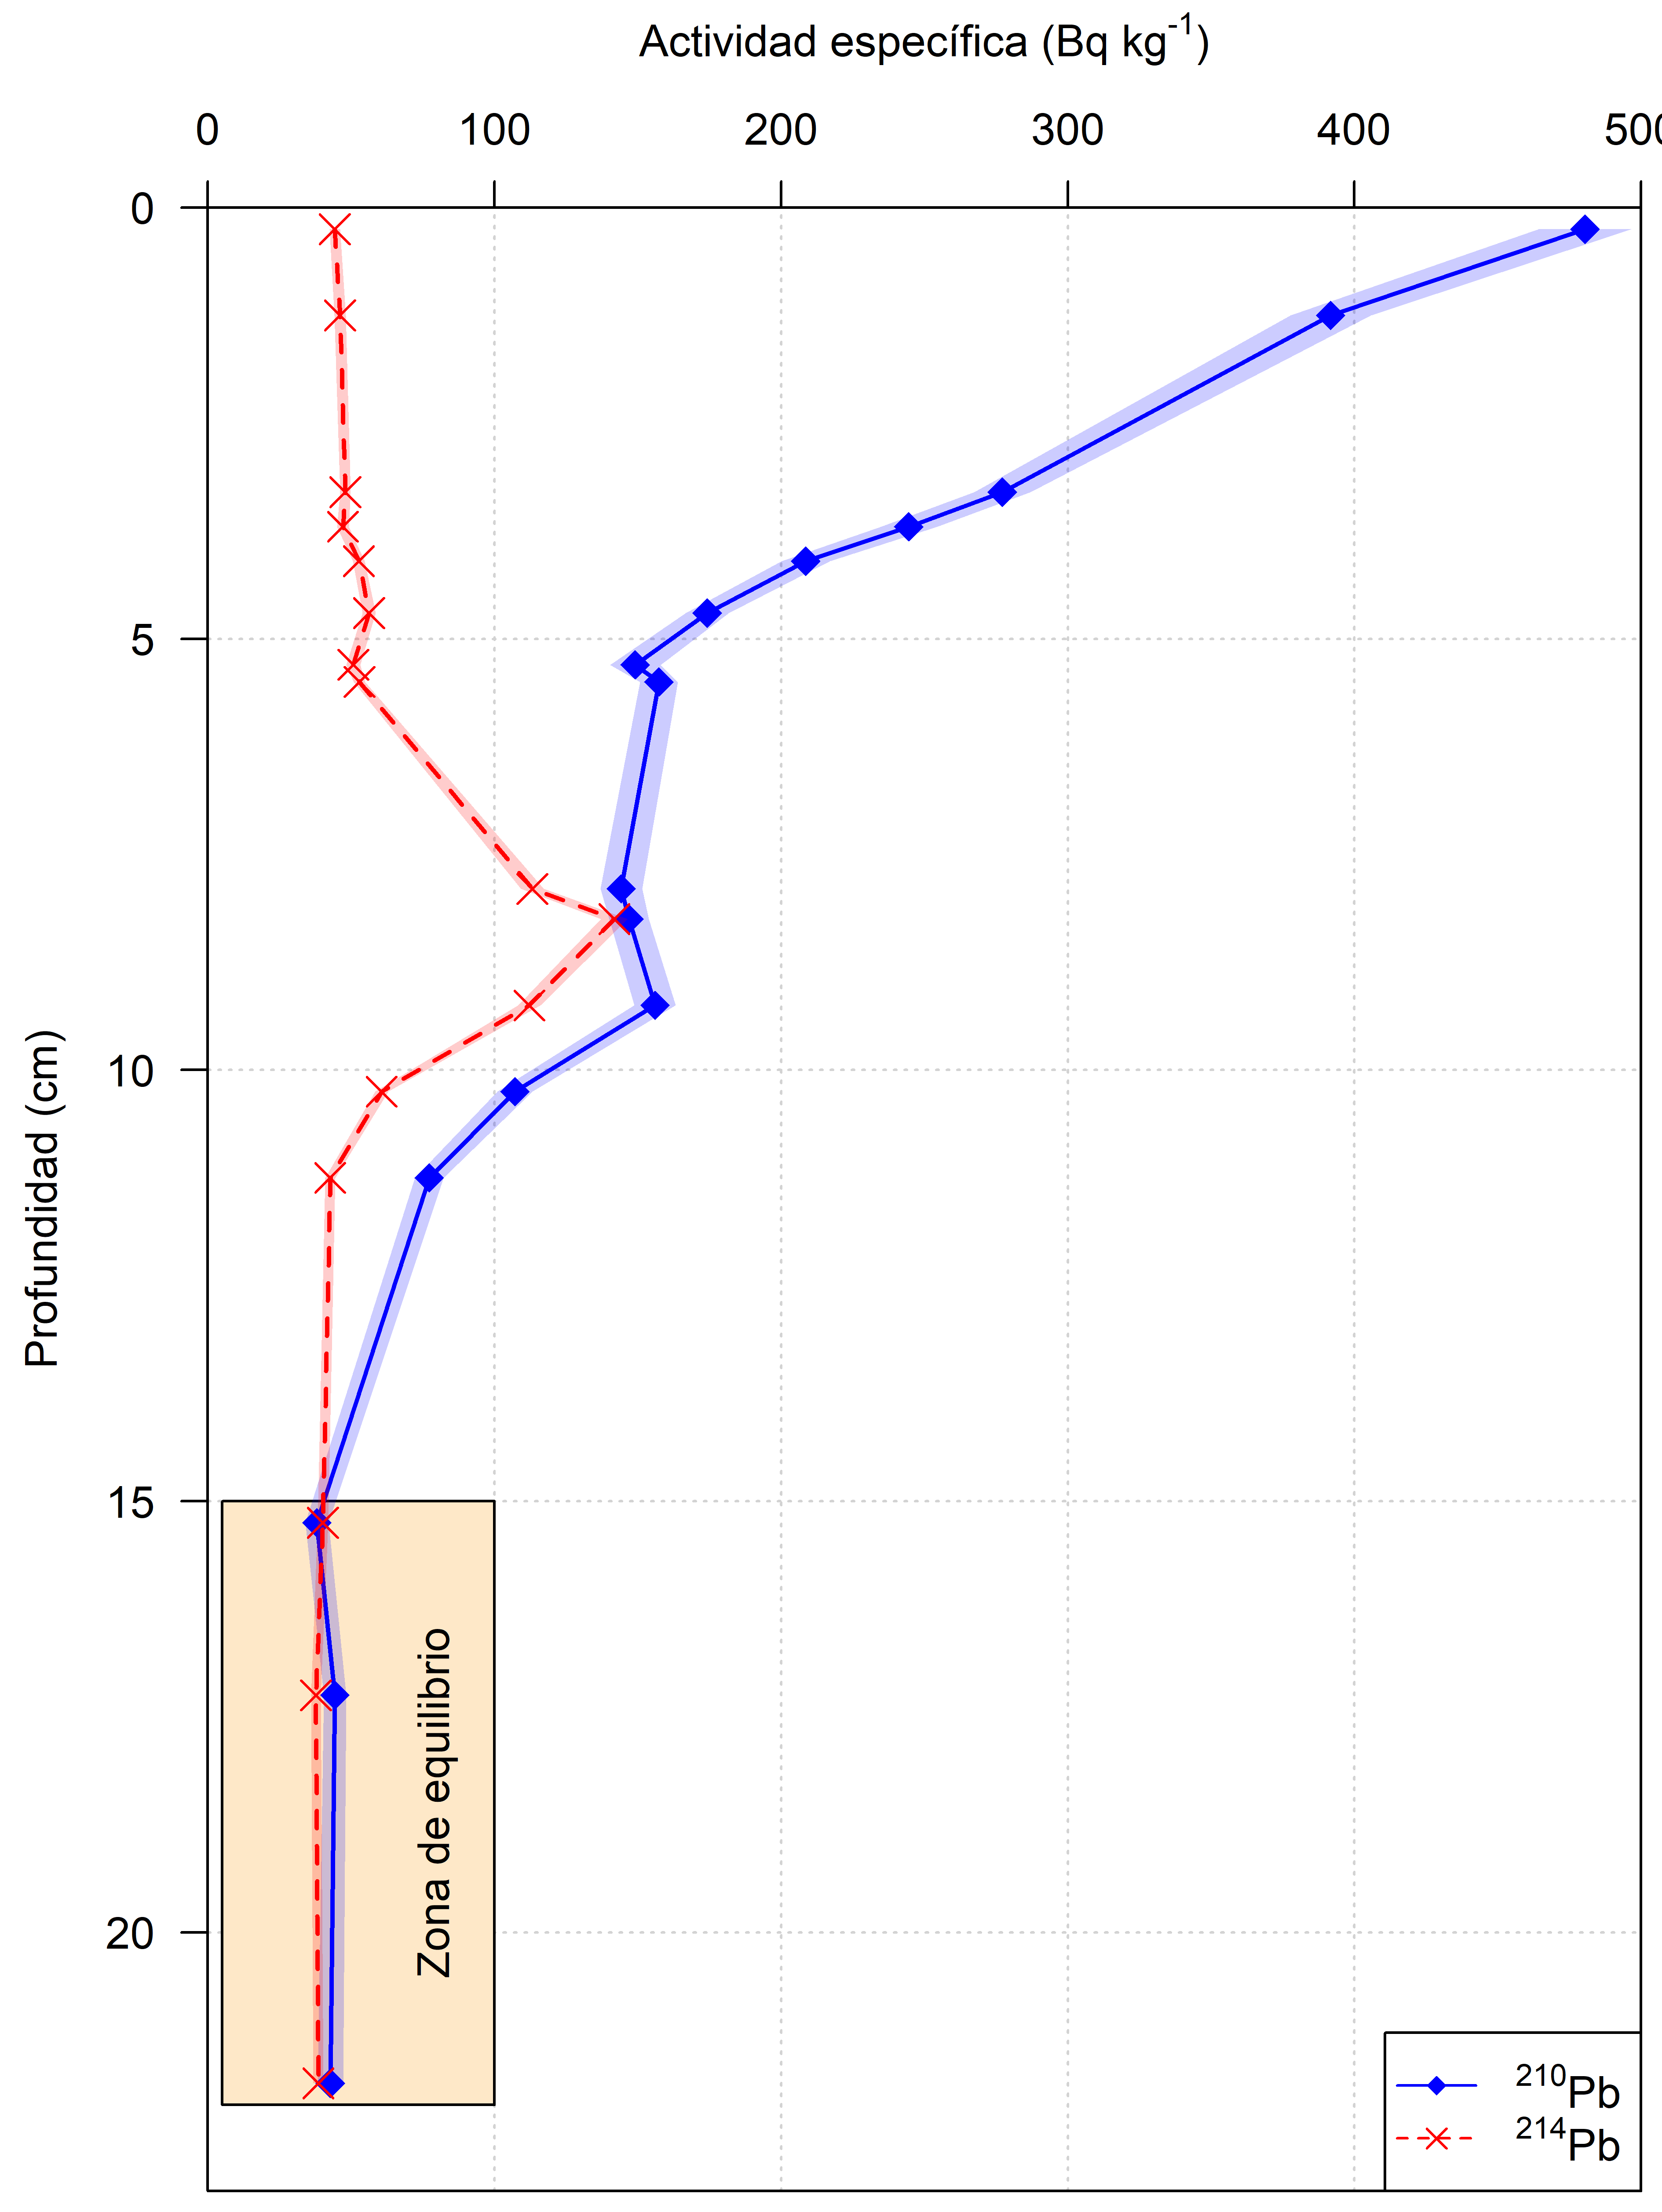 Actividad específica (Bq kg⁻¹)
0 100 200 300 400 500
0
5
10
15
20
Profundidad (cm)
Zona de equilibrio
²¹⁰Pb
²¹⁴Pb